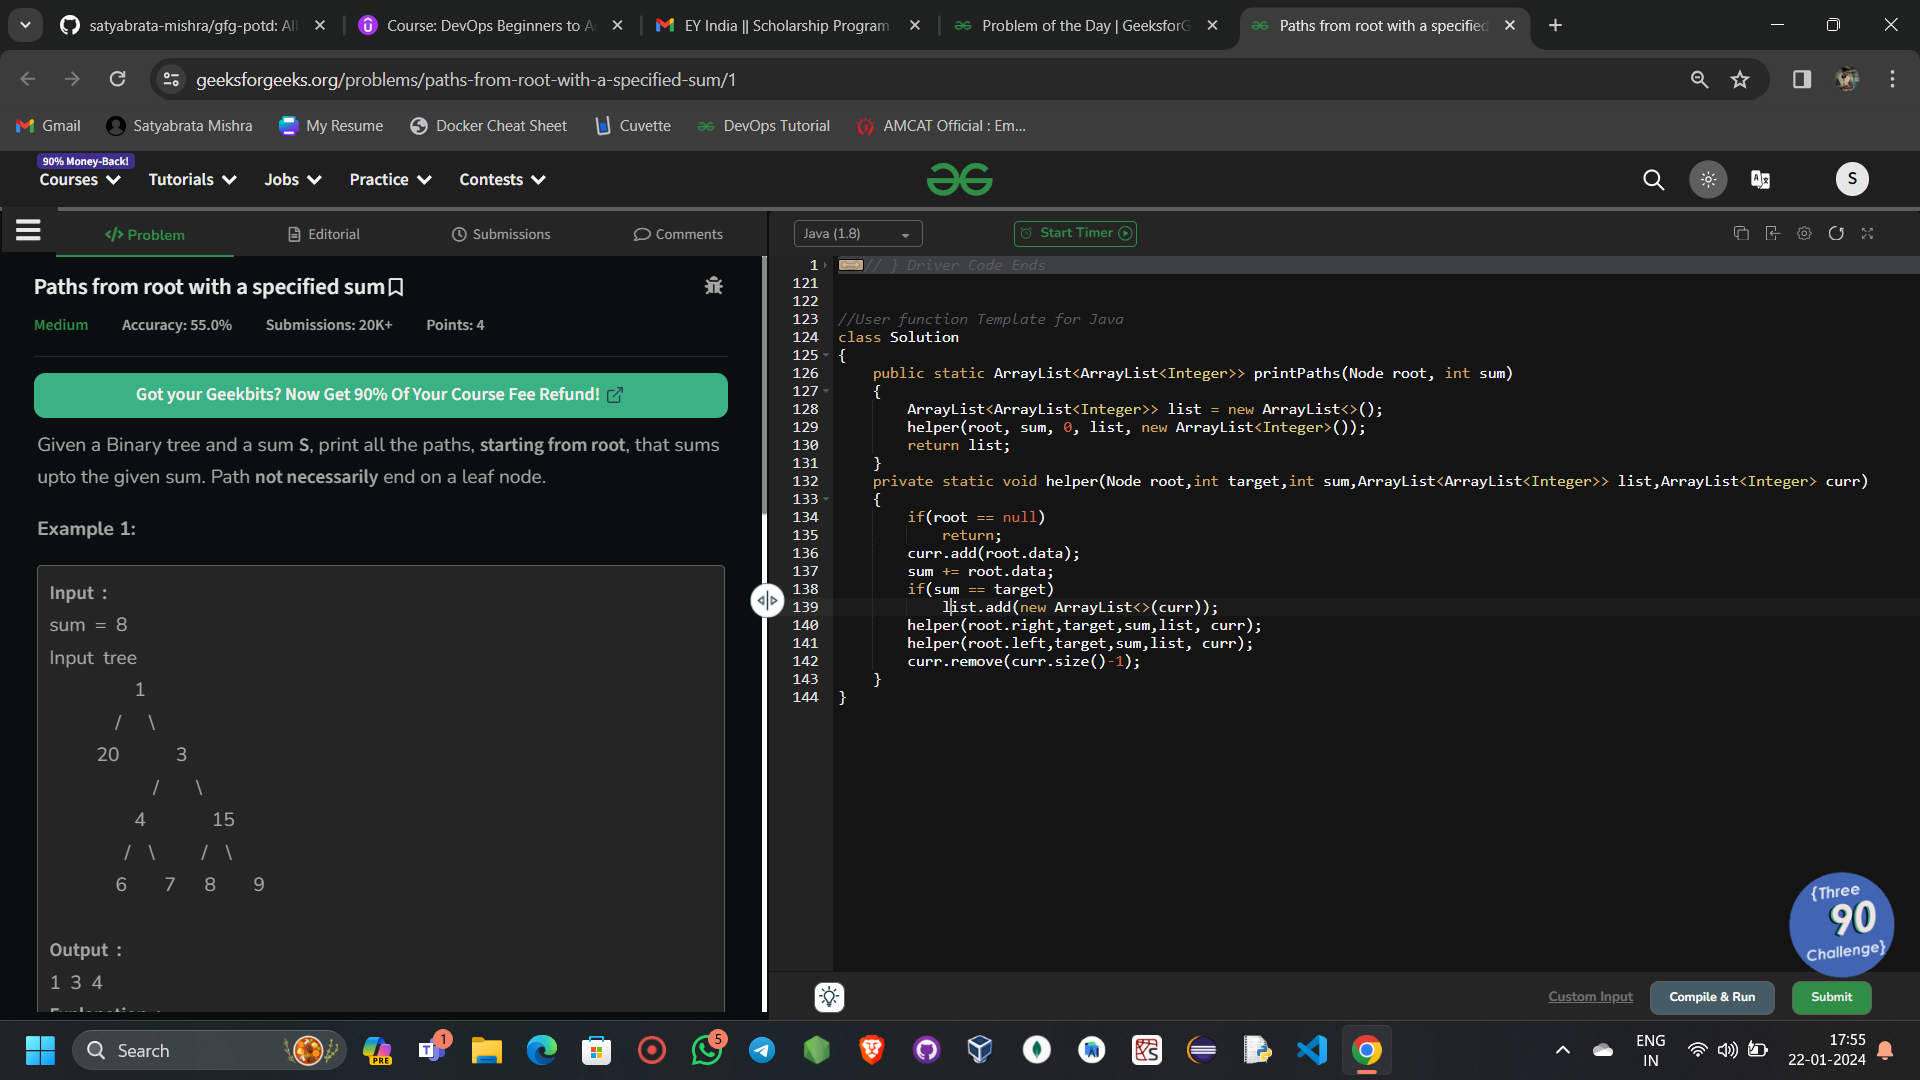 satyabrata-mishra/gfg-potd: All
Course: DevOps Beginners to A
EY India || Scholarship Program
Problem of the Day | GeeksforG
Paths from root with a specified
geeksforgeeks.org/problems/paths-from-root-with-a-specified-sum/1
Gmail
Satyabrata Mishra
My Resume
Docker Cheat Sheet
Cuvette
DevOps Tutorial
AMCAT Official : Em...
90% Money-Back!
Courses
Tutorials
Jobs
Practice
Contests
S
Problem
Editorial
Submissions
Comments
Java (1.8)
Start Timer
Paths from root with a specified sum
Medium
Accuracy: 55.0%
Submissions: 20K+
Points: 4
Got your Geekbits? Now Get 90% Of Your Course Fee Refund!
Given a Binary tree and a sum S, print all the paths, starting from root, that sums
upto the given sum. Path not necessarily end on a leaf node.
Example 1:
Input :
sum = 8
Input tree
1
/ \
20 3
/ \
4 15
/ \ / \
6 7 8 9
Output :
1 3 4
1 // } Driver Code Ends
121
122
123 //User function Template for Java
124 class Solution
125 {
126 public static ArrayList<ArrayList<Integer>> printPaths(Node root, int sum)
127 {
128 ArrayList<ArrayList<Integer>> list = new ArrayList<>();
129 helper(root, sum, 0, list, new ArrayList<Integer>());
130 return list;
131 }
132 private static void helper(Node root,int target,int sum,ArrayList<ArrayList<Integer>> list,ArrayList<Integer> curr)
133 {
134 if(root == null)
135 return;
136 curr.add(root.data);
137 sum += root.data;
138 if(sum == target)
139 list.add(new ArrayList<>(curr));
140 helper(root.right,target,sum,list, curr);
141 helper(root.left,target,sum,list, curr);
142 curr.remove(curr.size()-1);
143 }
144 }
{Three
90
Challenge}
Custom Input
Compile & Run
Submit
Search
PRE
1
5
ENG
IN
17:55
22-01-2024